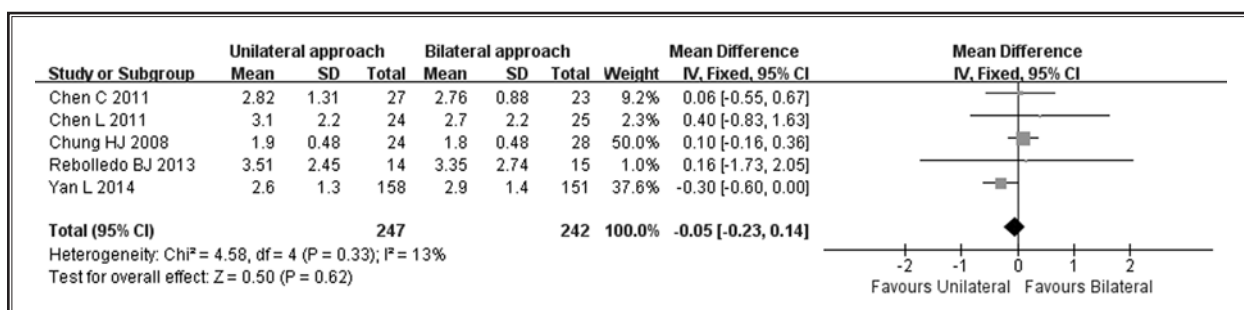 Unilateral approach Bilateral approach Mean Difference Mean Difference
Study or Subgroup Mean SD Total Mean SD Total Weight IV, Fixed, 95% CI IV, Fixed, 95% CI
Chen C 2011 2.82 1.31 27 2.76 0.88 23 9.2% 0.06 [-0.55, 0.67]
Chen L 2011 3.1 2.2 24 2.7 2.2 25 2.3% 0.40 [-0.83, 1.63]
Chung HJ 2008 1.9 0.48 24 1.8 0.48 28 50.0% 0.10 [-0.16, 0.36]
Rebolledo BJ 2013 3.51 2.45 14 3.35 2.74 15 1.0% 0.16 [-1.73, 2.05]
Yan L 2014 2.6 1.3 158 2.9 1.4 151 37.6% -0.30 [-0.60, 0.00]
Total (95% CI) 247 242 100.0% -0.05 [-0.23, 0.14]
Heterogeneity: Chi² = 4.58, df = 4 (P = 0.33); I² = 13%
Test for overall effect: Z = 0.50 (P = 0.62)
-2 -1 0 1 2
Favours Unilateral Favours Bilateral